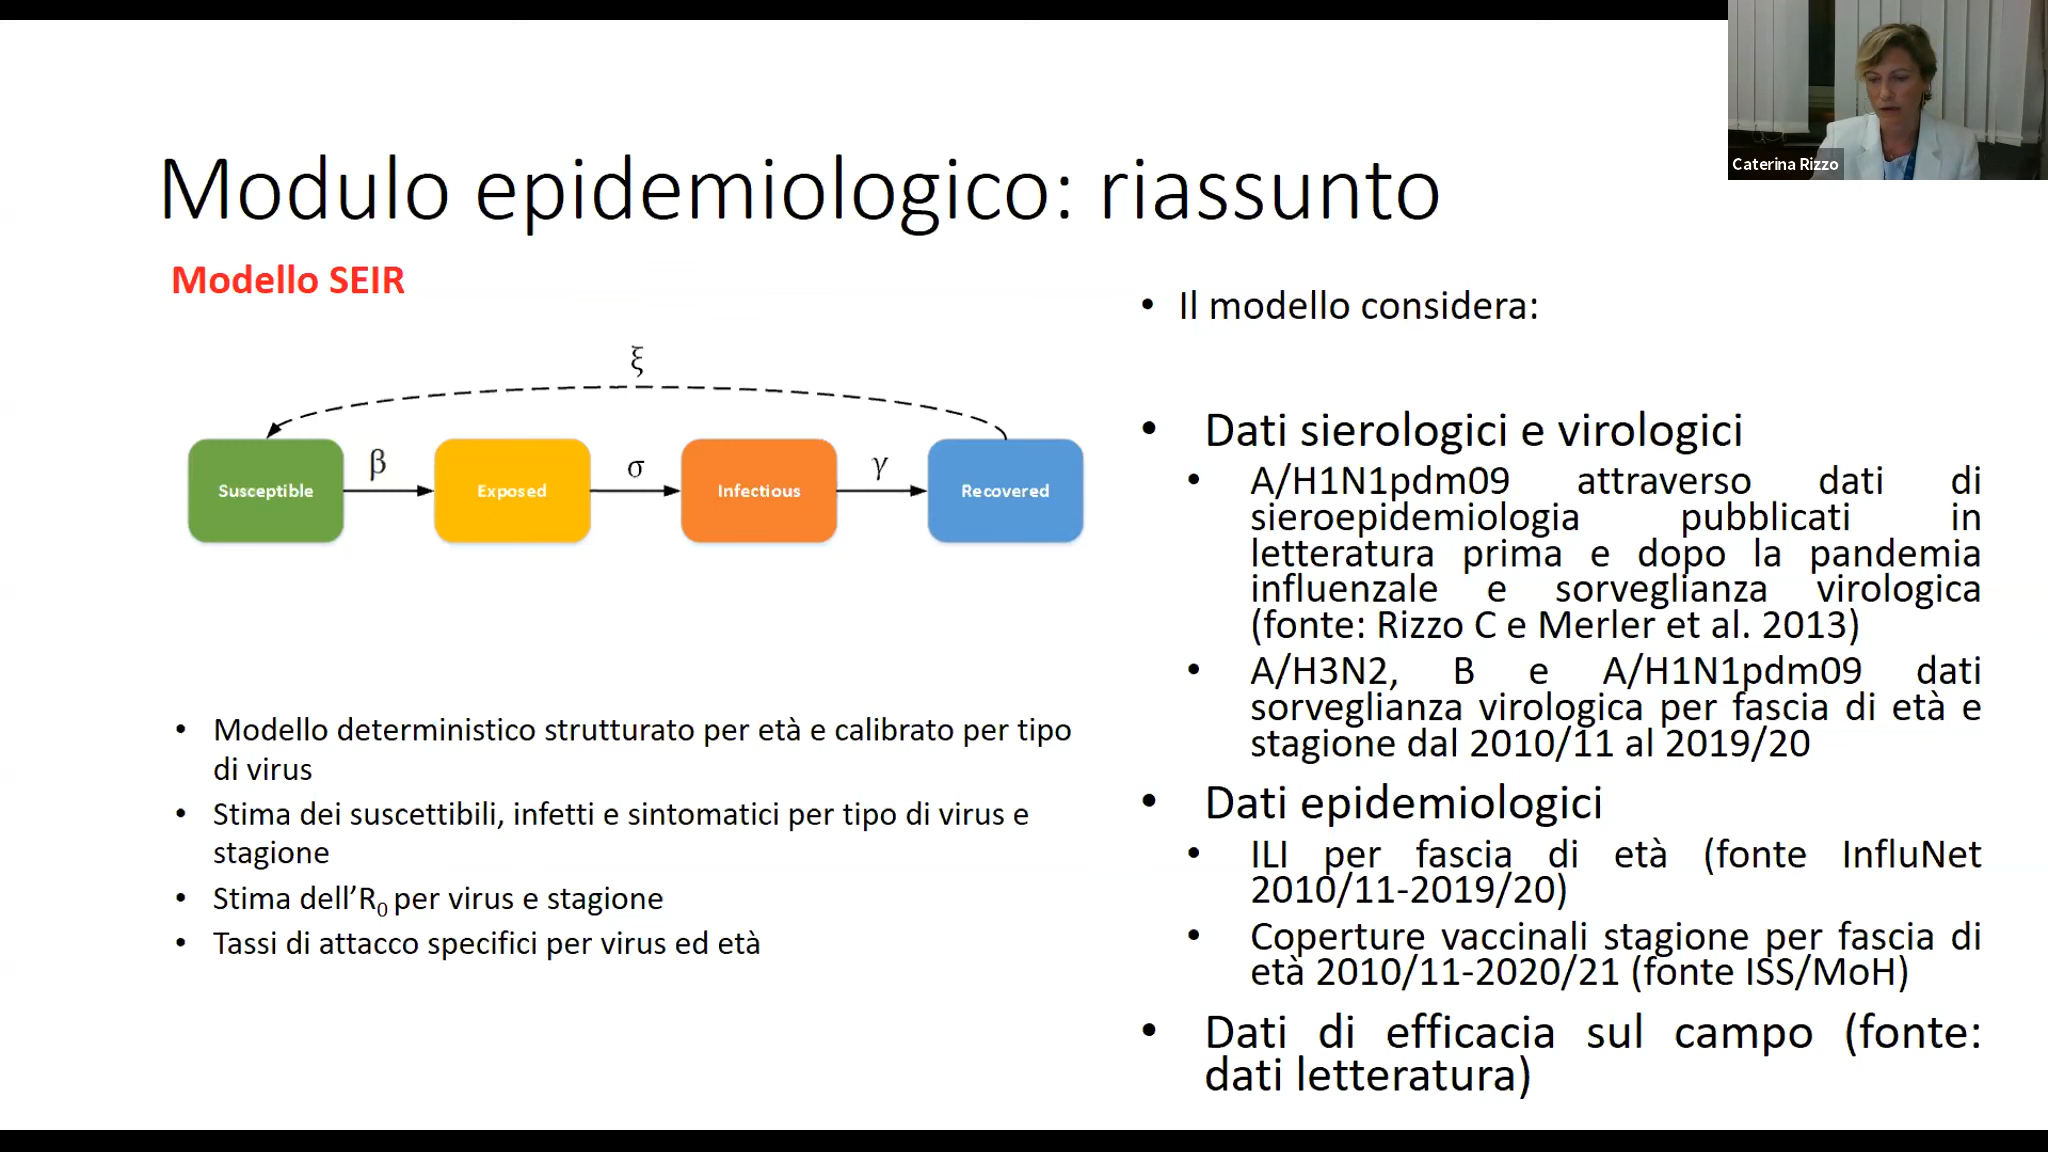 Caterina Rizzo
Modulo epidemiologico: riassunto
Modello SEIR
ξ
Susceptible
β
Exposed
σ
Infectious
γ
Recovered
• Modello deterministico strutturato per età e calibrato per tipo
di virus
• Stima dei suscettibili, infetti e sintomatici per tipo di virus e
stagione
• Stima dell’R0 per virus e stagione
• Tassi di attacco specifici per virus ed età
• Il modello considera:
• Dati sierologici e virologici
• A/H1N1pdm09 attraverso dati di
sieroepidemiologia pubblicati in
letteratura prima e dopo la pandemia
influenzale e sorveglianza virologica
(fonte: Rizzo C e Merler et al. 2013)
• A/H3N2, B e A/H1N1pdm09 dati
sorveglianza virologica per fascia di età e
stagione dal 2010/11 al 2019/20
• Dati epidemiologici
• ILI per fascia di età (fonte InfluNet
2010/11-2019/20)
• Coperture vaccinali stagione per fascia di
età 2010/11-2020/21 (fonte ISS/MoH)
• Dati di efficacia sul campo (fonte:
dati letteratura)